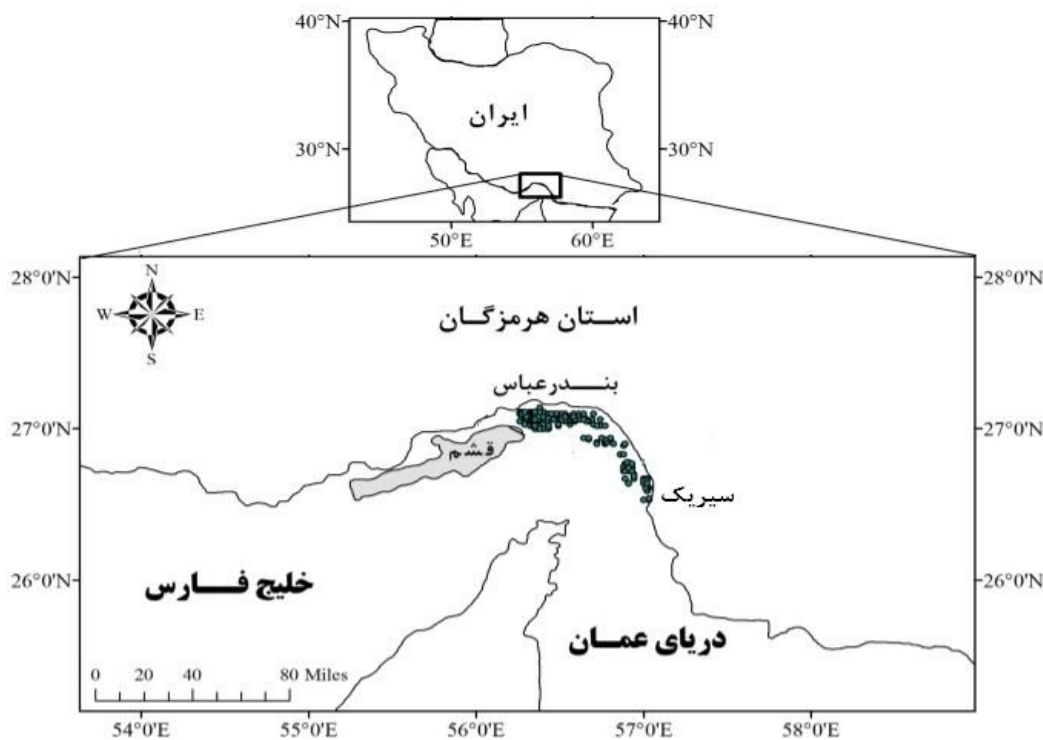 40°N 40°N
ایران
30°N 30°N
50°E 60°E
28°0'N 28°0'N
N
W E
S
استان هرمزگان
بندرعباس
27°0'N 27°0'N
قشم
سیریک
26°0'N 26°0'N
خلیج فارس
دریای عمان
0 20 40 80 Miles
54°0'E 55°0'E 56°0'E 57°0'E 58°0'E